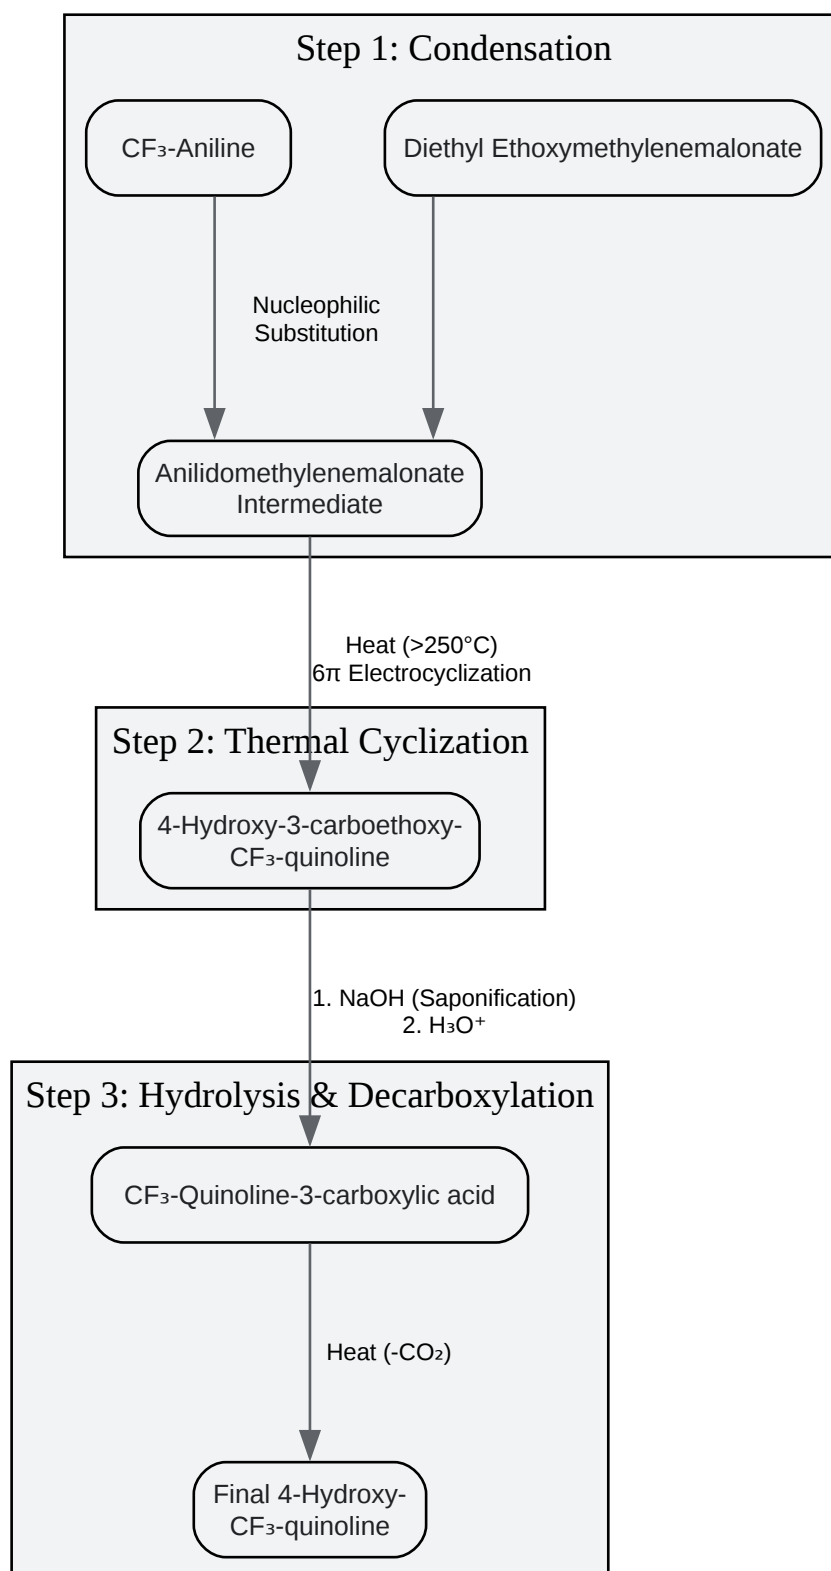 Step 1: Condensation
CF₃-Aniline
Diethyl Ethoxymethylenemalonate
Nucleophilic
Substitution
Anilidomethylenemalonate
Intermediate
Heat (>250°C)
6π Electrocyclization
Step 2: Thermal Cyclization
4-Hydroxy-3-carboethoxy-
CF₃-quinoline
1. NaOH (Saponification)
2. H₃O⁺
Step 3: Hydrolysis & Decarboxylation
CF₃-Quinoline-3-carboxylic acid
Heat (-CO₂)
Final 4-Hydroxy-
CF₃-quinoline